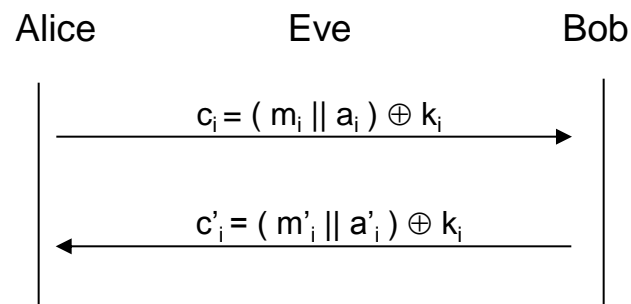 Alice Eve Bob
cᵢ = ( mᵢ || aᵢ ) ⊕ kᵢ
c'ᵢ = ( m'ᵢ || a'ᵢ ) ⊕ kᵢ